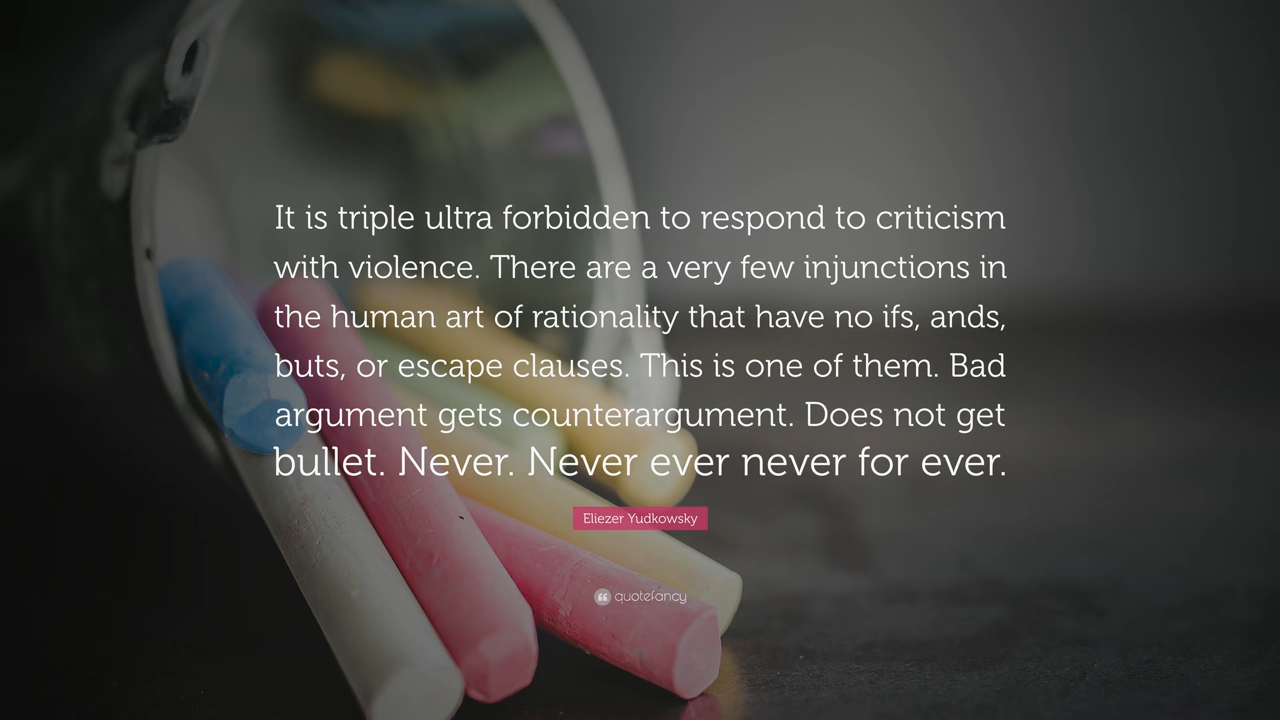 It is triple ultra forbidden to respond to criticism
with violence. There are a very few injunctions in
the human art of rationality that have no ifs, ands,
buts, or escape clauses. This is one of them. Bad
argument gets counterargument. Does not get
bullet. Never. Never ever never for ever.
Eliezer Yudkowsky
quotefancy